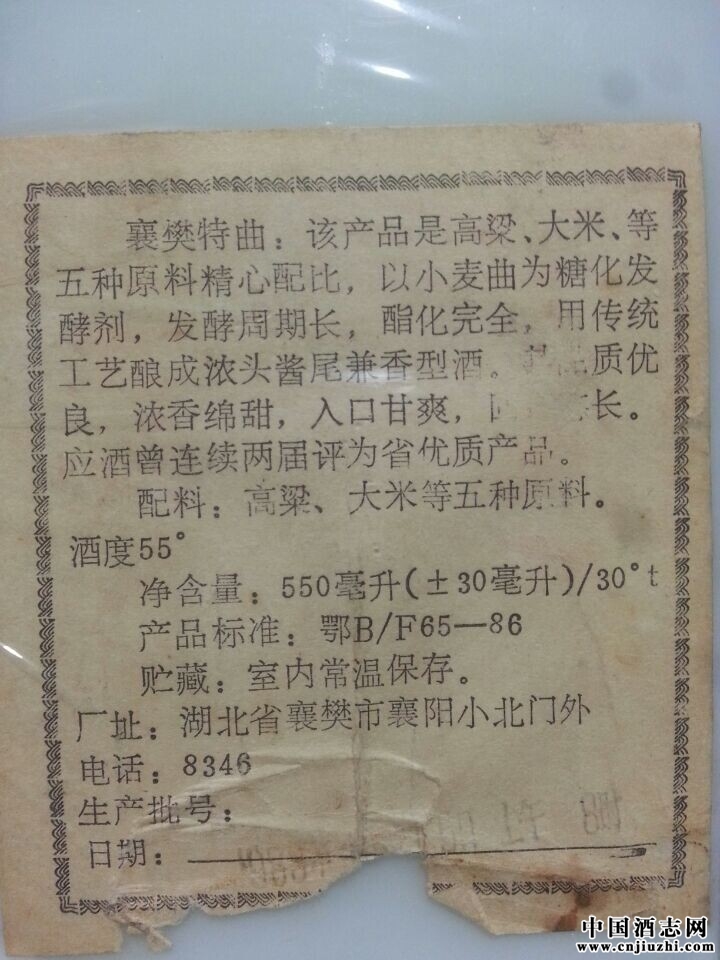 襄樊特曲：该产品是高梁、大米、等
五种原料精心配比，以小麦曲为糖化发
酵剂，发酵周期长，酯化完全，用传统
工艺酿成浓头酱尾兼香型酒。质优
良，浓香绵甜，入口甘爽，长。
应酒曾连续两届评为省优质产品。
配料：高粱、大米等五种原料。
酒度55°
净含量：550毫升(±30毫升)/30°t
产品标准：鄂B/F65—86
贮藏：室内常温保存。
厂址：湖北省襄樊市襄阳小北门外
电话：8346
生产批号：
日期：
中国酒志网
www.cnjiuzhi.com